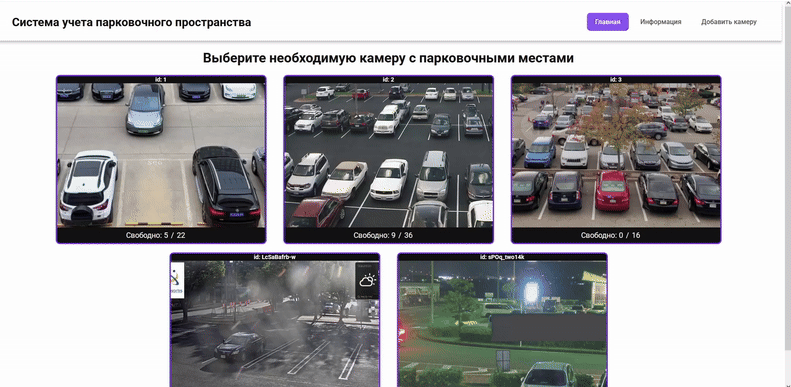 Система учета парковочного пространства
Главная
Информация
Добавить камеру
Выберите необходимую камеру с парковочными местами
id: 1
id: 2
id: 3
Свободно: 5 / 22
Свободно: 9 / 36
Свободно: 0 / 16
id: LcSaBafrb-w
id: sPOq_two14k